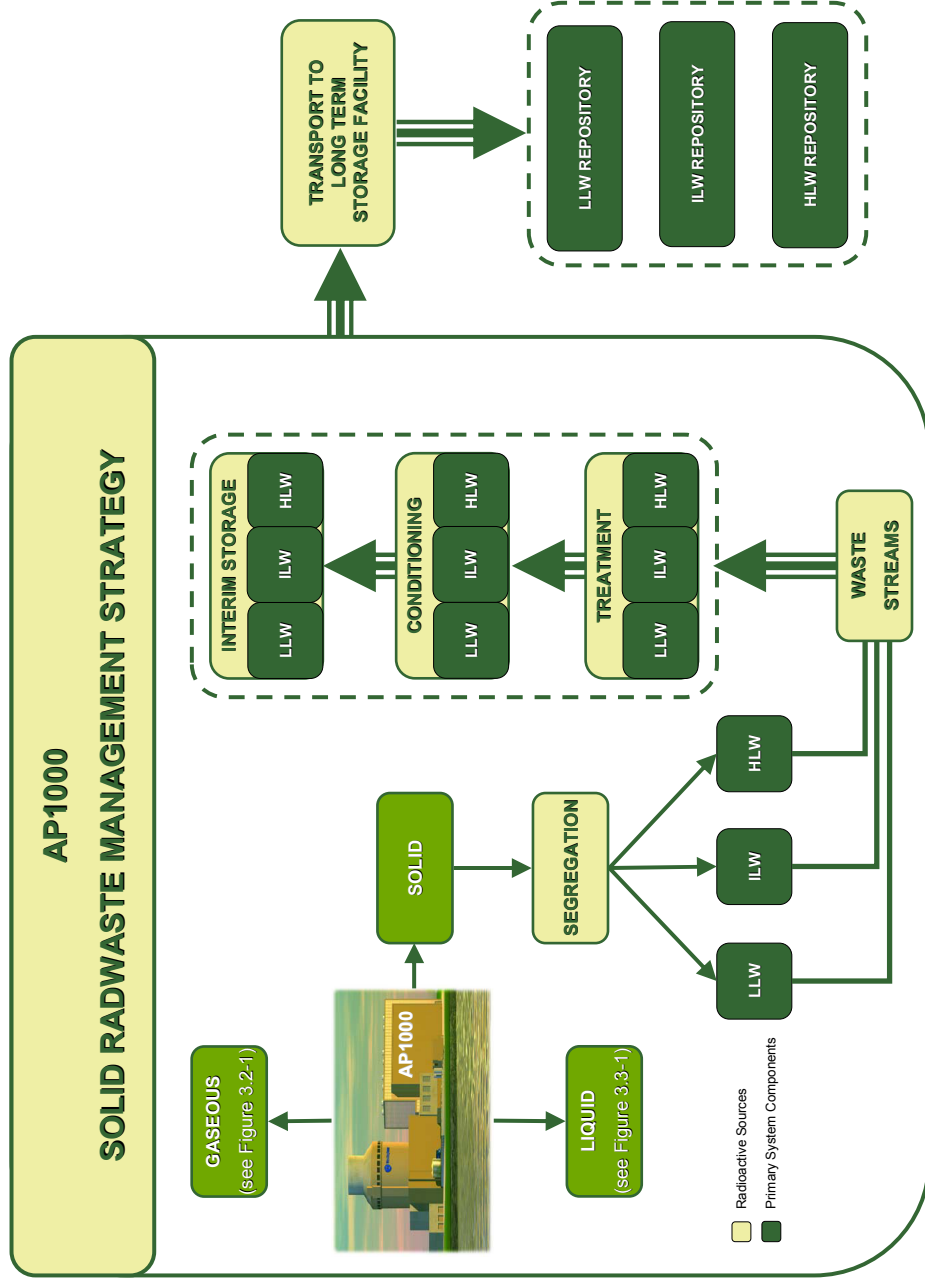 AP1000
SOLID RADWASTE MANAGEMENT STRATEGY
GASEOUS
(see Figure 3.2-1)
AP1000
LIQUID
(see Figure 3.3-1)
SOLID
SEGREGATION
LLW
ILW
HLW
WASTE
STREAMS
TREATMENT
LLW
ILW
HLW
CONDITIONING
LLW
ILW
HLW
INTERIM STORAGE
LLW
ILW
HLW
TRANSPORT TO
LONG TERM
STORAGE FACILITY
LLW REPOSITORY
ILW REPOSITORY
HLW REPOSITORY
Radioactive Sources
Primary System Components